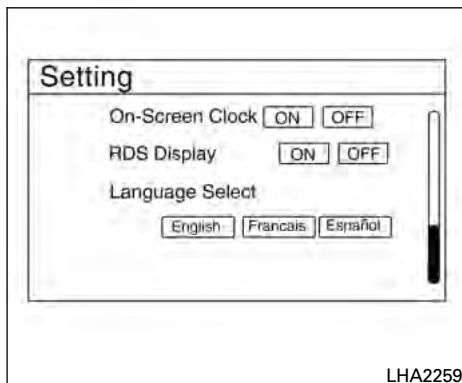 Setting
On-Screen Clock ON OFF
RDS Display ON OFF
Language Select
English Francais Español
LHA2259